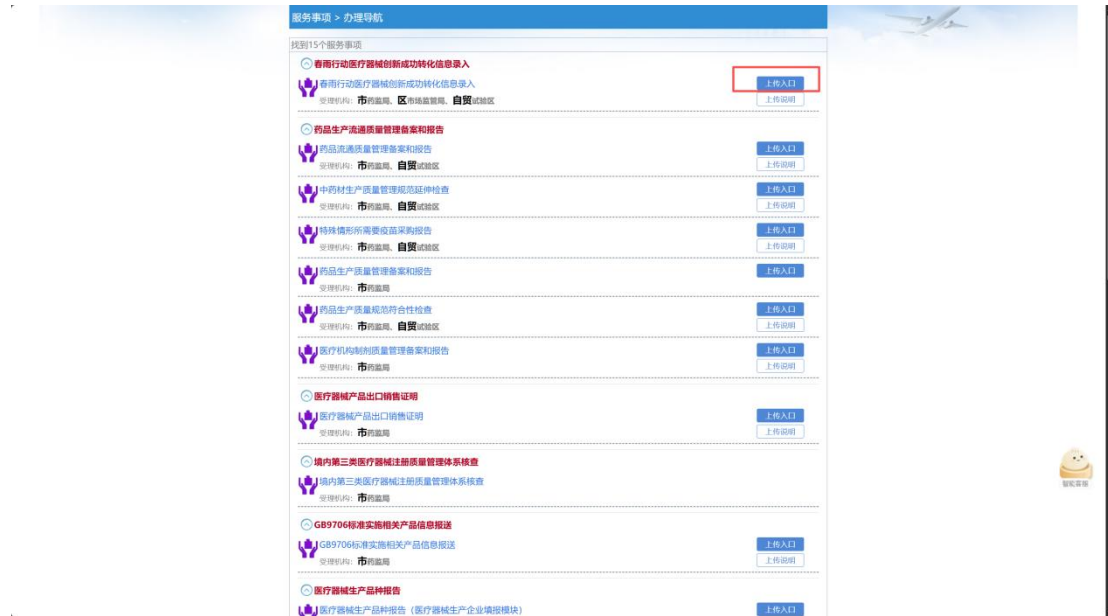 服务事项 > 办理导航
找到15个服务事项
春雨行动医疗器械创新成功转化信息录入
春雨行动医疗器械创新成功转化信息录入
上传入口
受理机构: 市药监局、区市场监管局、自贸试验区
上传说明
药品生产流通质量管理备案和报告
药品流通质量管理备案和报告
上传入口
受理机构: 市药监局、自贸试验区
上传说明
中药材生产质量管理规范延伸检查
上传入口
受理机构: 市药监局、自贸试验区
上传说明
特殊情形所需要疫苗采购报告
上传入口
受理机构: 市药监局、自贸试验区
上传说明
药品生产质量管理备案和报告
上传入口
受理机构: 市药监局
药品生产质量规范符合性检查
上传入口
受理机构: 市药监局、自贸试验区
上传说明
医疗机构制剂质量管理备案和报告
上传入口
受理机构: 市药监局
上传说明
医疗器械产品出口销售证明
医疗器械产品出口销售证明
上传入口
受理机构: 市药监局
上传说明
境内第三类医疗器械注册质量管理体系核查
境内第三类医疗器械注册质量管理体系核查
受理机构: 市药监局
智能客服
GB9706标准实施相关产品信息报送
GB9706标准实施相关产品信息报送
上传入口
受理机构: 市药监局
上传说明
医疗器械生产品种报告
医疗器械生产品种报告（医疗器械生产企业填报模块）
上传入口